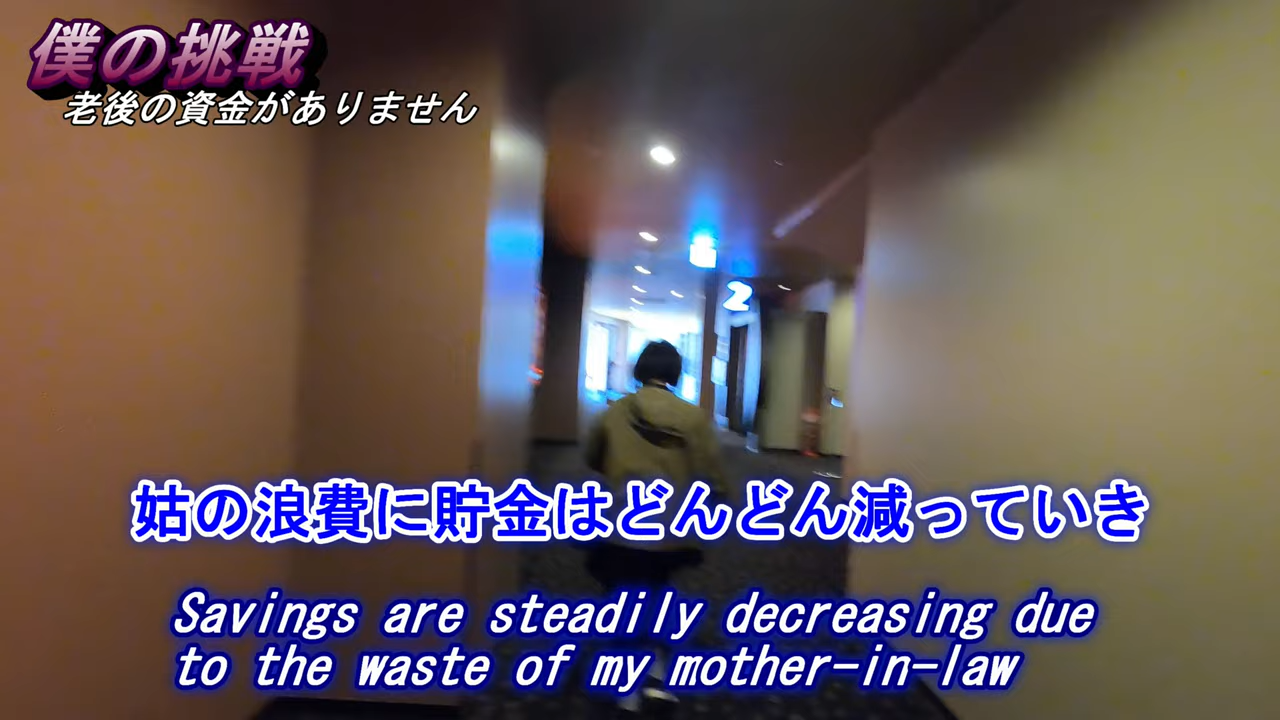 僕の挑戦
老後の資金がありません
2
姑の浪費に貯金はどんどん減っていき
Savings are steadily decreasing due
to the waste of my mother-in-law